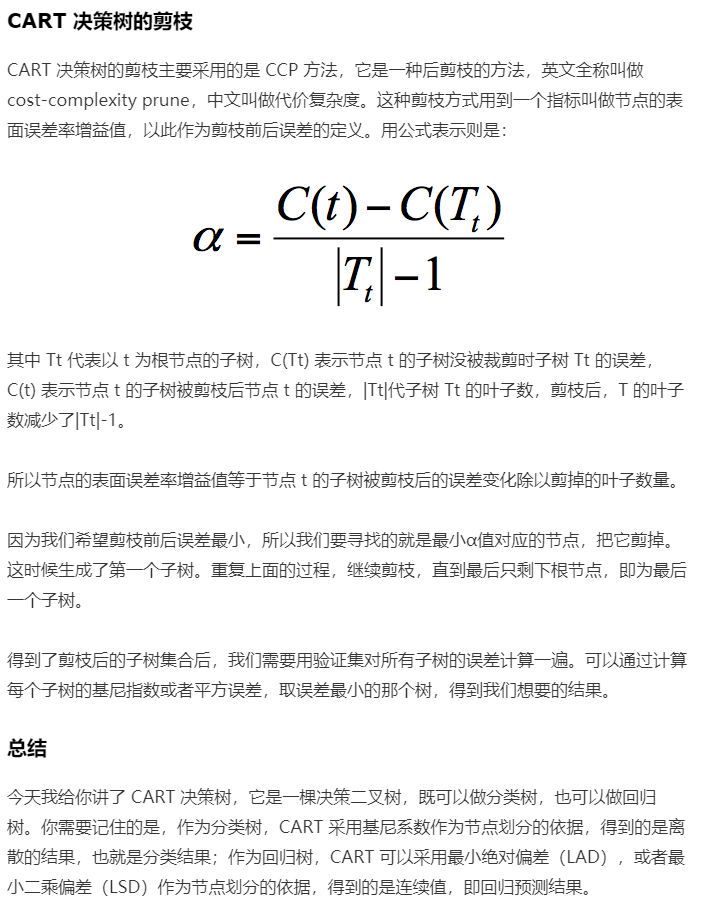 CART 决策树的剪枝
CART 决策树的剪枝主要采用的是 CCP 方法，它是一种后剪枝的方法，英文全称叫做
cost-complexity prune，中文叫做代价复杂度。这种剪枝方式用到一个指标叫做节点的表
面误差率增益值，以此作为剪枝前后误差的定义。用公式表示则是：
α = (C(t) − C(Tt)) / (|Tt| − 1)
其中 Tt 代表以 t 为根节点的子树，C(Tt) 表示节点 t 的子树没被裁剪时子树 Tt 的误差，
C(t) 表示节点 t 的子树被剪枝后节点 t 的误差，|Tt|代子树 Tt 的叶子数，剪枝后，T 的叶子
数减少了|Tt|-1。
所以节点的表面误差率增益值等于节点 t 的子树被剪枝后的误差变化除以剪掉的叶子数量。
因为我们希望剪枝前后误差最小，所以我们要寻找的就是最小α值对应的节点，把它剪掉。
这时候生成了第一个子树。重复上面的过程，继续剪枝，直到最后只剩下根节点，即为最后
一个子树。
得到了剪枝后的子树集合后，我们需要用验证集对所有子树的误差计算一遍。可以通过计算
每个子树的基尼指数或者平方误差，取误差最小的那个树，得到我们想要的结果。
总结
今天我给你讲了 CART 决策树，它是一棵决策二叉树，既可以做分类树，也可以做回归
树。你需要记住的是，作为分类树，CART 采用基尼系数作为节点划分的依据，得到的是离
散的结果，也就是分类结果；作为回归树，CART 可以采用最小绝对偏差（LAD），或者最
小二乘偏差（LSD）作为节点划分的依据，得到的是连续值，即回归预测结果。